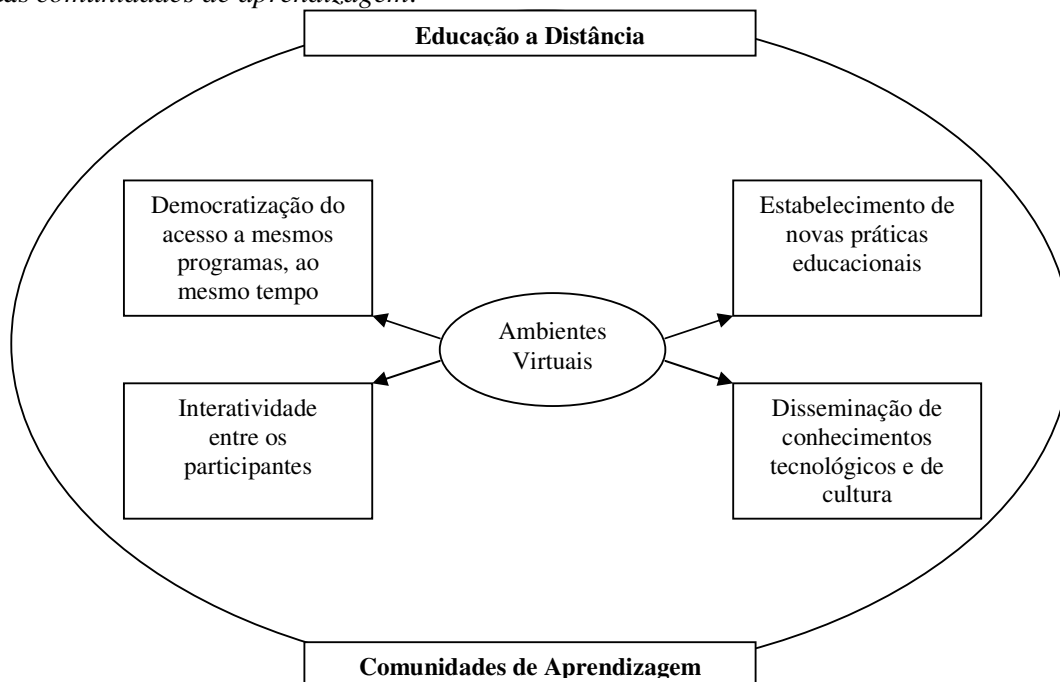 das comunidades de aprendizagem.
Educação a Distância
Democratização do
acesso a mesmos
programas, ao
mesmo tempo
Estabelecimento de
novas práticas
educacionais
Ambientes
Virtuais
Interatividade
entre os
participantes
Disseminação de
conhecimentos
tecnológicos e de
cultura
Comunidades de Aprendizagem